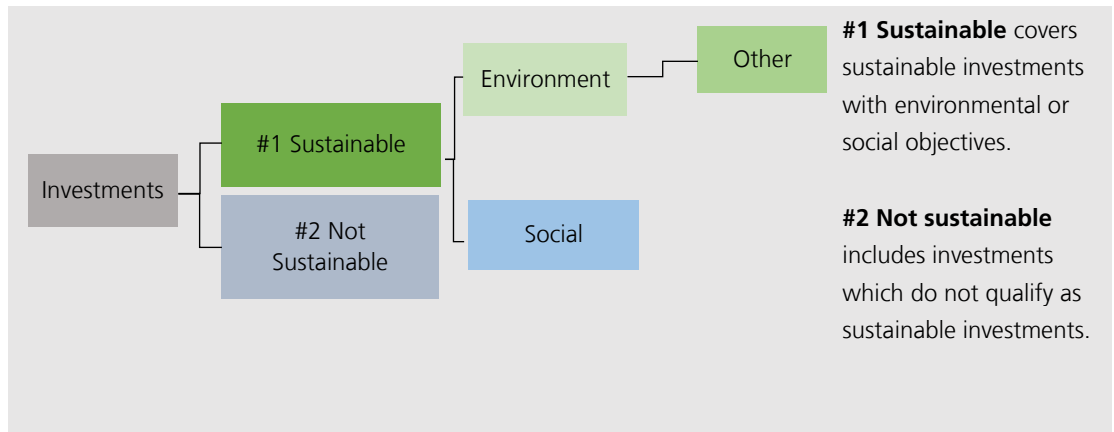 Investments
#1 Sustainable
#2 Not
Sustainable
Environment
Social
Other
#1 Sustainable covers
sustainable investments
with environmental or
social objectives.
#2 Not sustainable
includes investments
which do not qualify as
sustainable investments.